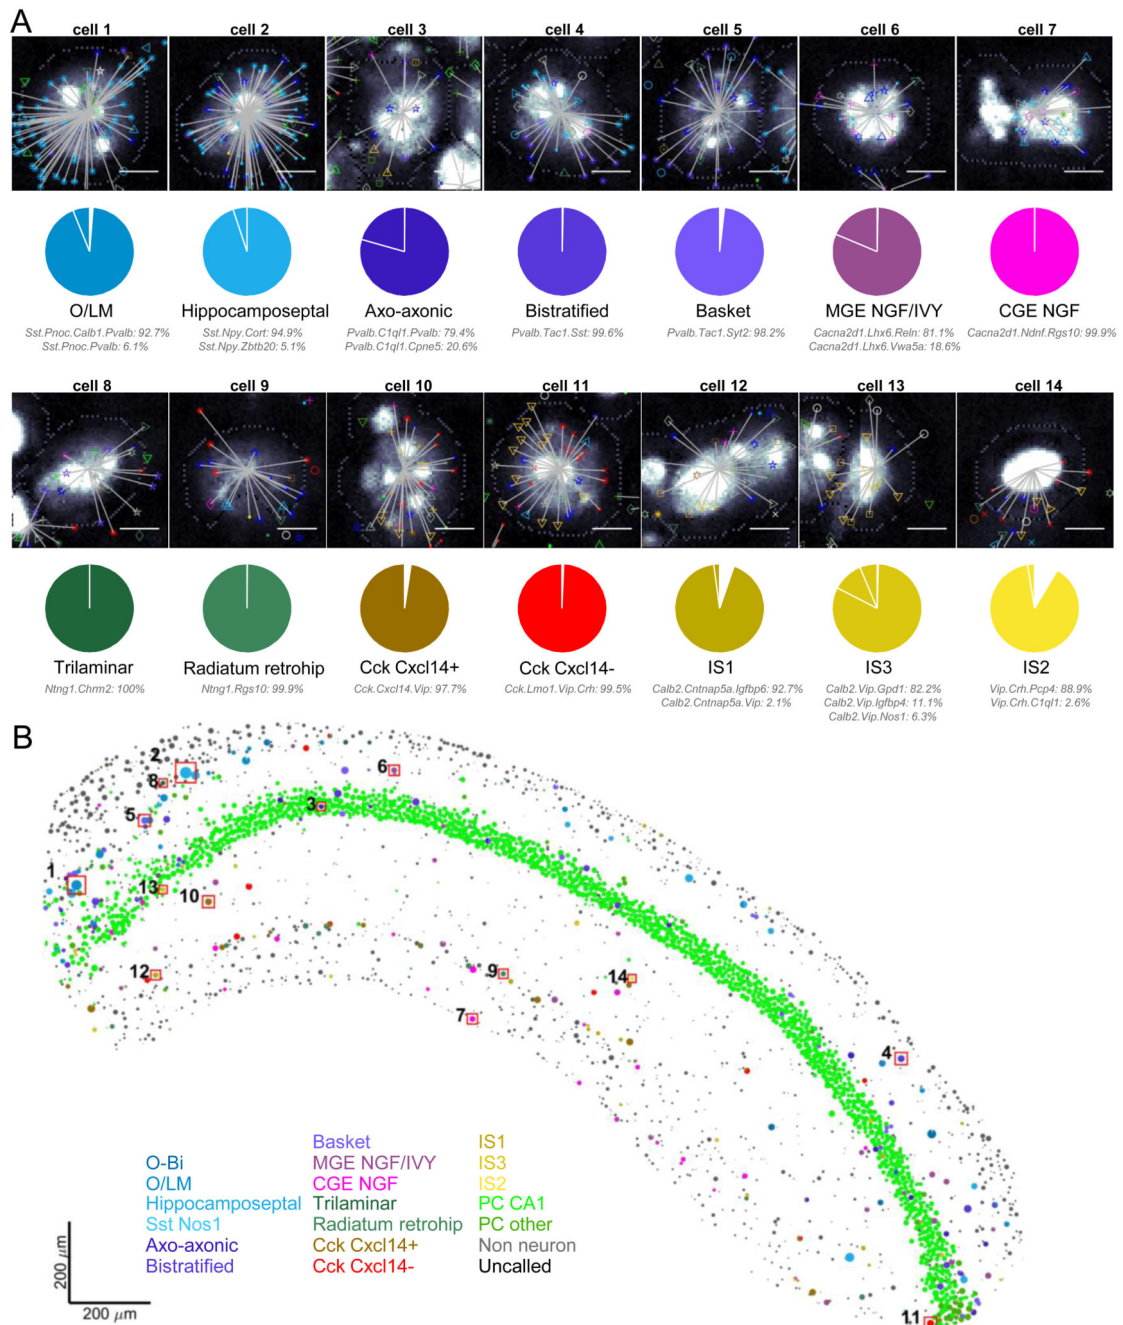 A
cell 1 cell 2 cell 3 cell 4 cell 5 cell 6 cell 7
O/LM Hippocamposeptal Axo-axonic Bistratified Basket MGE NGF/IVY CGE NGF
Sst.Pnoc.Calb1.Pvalb: 92.7% Sst.Npy.Cort: 94.9% Pvalb.C1ql1.Pvalb: 79.4% Pvalb.Tac1.Sst: 99.6% Pvalb.Tac1.Syt2: 98.2% Cacna2d1.Lhx6.Reln: 81.1% Cacna2d1.Ndnf.Rgs10: 99.9%
Sst.Pnoc.Pvalb: 6.1% Sst.Npy.Zbtb20: 5.1% Pvalb.C1ql1.Cpne5: 20.6% Cacna2d1.Lhx6.Vwa5a: 18.6%
cell 8 cell 9 cell 10 cell 11 cell 12 cell 13 cell 14
Trilaminar Radiatum retrohip Cck Cxcl14+ Cck Cxcl14- IS1 IS3 IS2
Ntng1.Chrm2: 100% Ntng1.Rgs10: 99.9% Cck.Cxcl14.Vip: 97.7% Cck.Lmo1.Vip.Crh: 99.5% Calb2.Cntnap5a.Igfbp6: 92.7% Calb2.Vip.Gpd1: 82.2% Vip.Crh.Pcp4: 88.9%
Calb2.Cntnap5a.Vip: 2.1% Calb2.Vip.Igfbp4: 11.1% Vip.Crh.C1ql1: 2.6%
Calb2.Vip.Nos1: 6.3%
B
2
6
8
3
5
1
13
10
12
9
14
7
4
11
Basket IS1
O-Bi MGE NGF/IVY IS3
O/LM CGE NGF IS2
Hippocamposeptal Trilaminar PC CA1
Sst Nos1 Radiatum retrohip PC other
Axo-axonic Cck Cxcl14+ Non neuron
Bistratified Cck Cxcl14- Uncalled
200 μm
200 μm